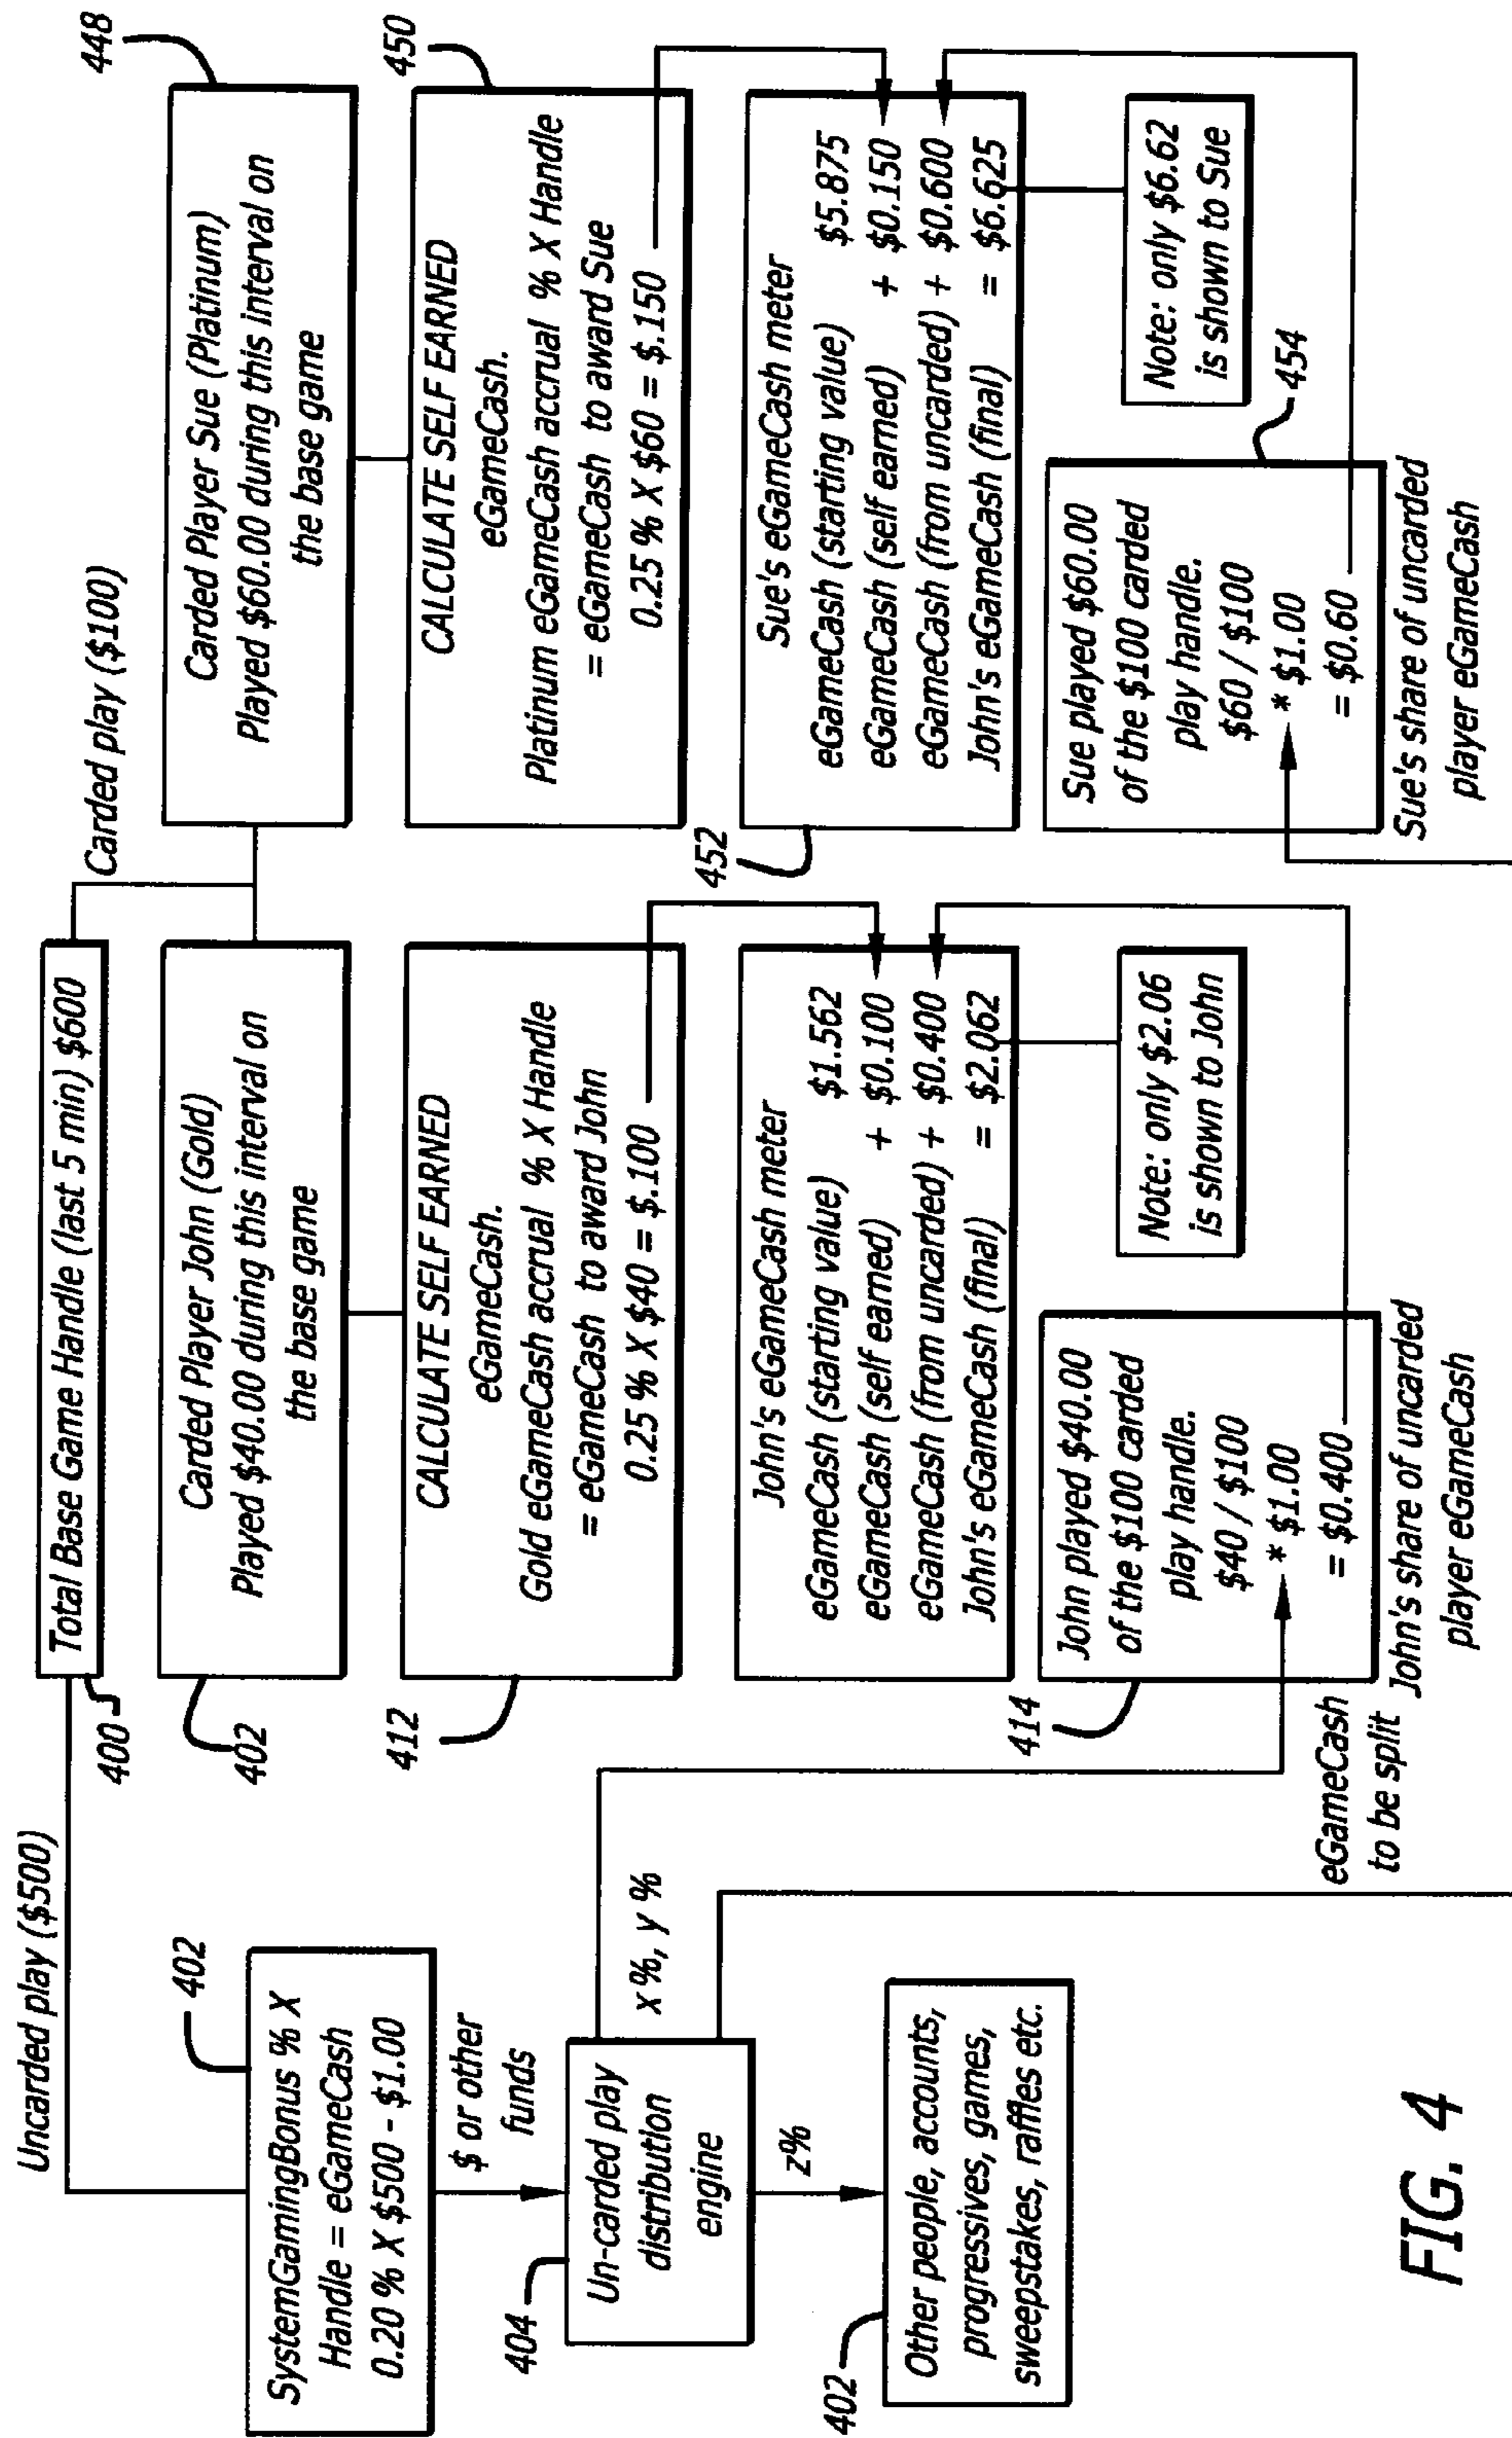 Total Base Game Handle (last 5 min) $600
400
Uncarded play ($500)
Carded play ($100)
402
SystemGamingBonus % X
Handle = eGameCash
0.20 % X $500 - $1.00
$ or other
funds
404
Un-carded play
distribution
engine
x%, y%
z%
402
Other people, accounts,
progressives, games,
sweepstakes, raffles etc.
402
Carded Player John (Gold)
Played $40.00 during this interval on
the base game
412
CALCULATE SELF EARNED
eGameCash.
Gold eGameCash accrual % X Handle
= eGameCash to award John
0.25 % X $40 = $.100
John's eGameCash meter
eGameCash (starting value) $1.562
eGameCash (self earned) + $0.100
eGameCash (from uncarded) + $0.400
John's eGameCash (final) = $2.062
Note: only $2.06
is shown to John
414
John played $40.00
of the $100 carded
play handle.
$40 / $100
* $1.00
= $0.400
eGameCash
to be split
John's share of uncarded
player eGameCash
448
Carded Player Sue (Platinum)
Played $60.00 during this interval on
the base game
450
CALCULATE SELF EARNED
eGameCash.
Platinum eGameCash accrual % X Handle
= eGameCash to award Sue
0.25 % X $60 = $.150
452
Sue's eGameCash meter
eGameCash (starting value) $5.875
eGameCash (self earned) + $0.150
eGameCash (from uncarded) + $0.600
John's eGameCash (final) = $6.625
Note: only $6.62
is shown to Sue
454
Sue played $60.00
of the $100 carded
play handle.
$60 / $100
* $1.00
= $0.60
Sue's share of uncarded
player eGameCash
FIG. 4